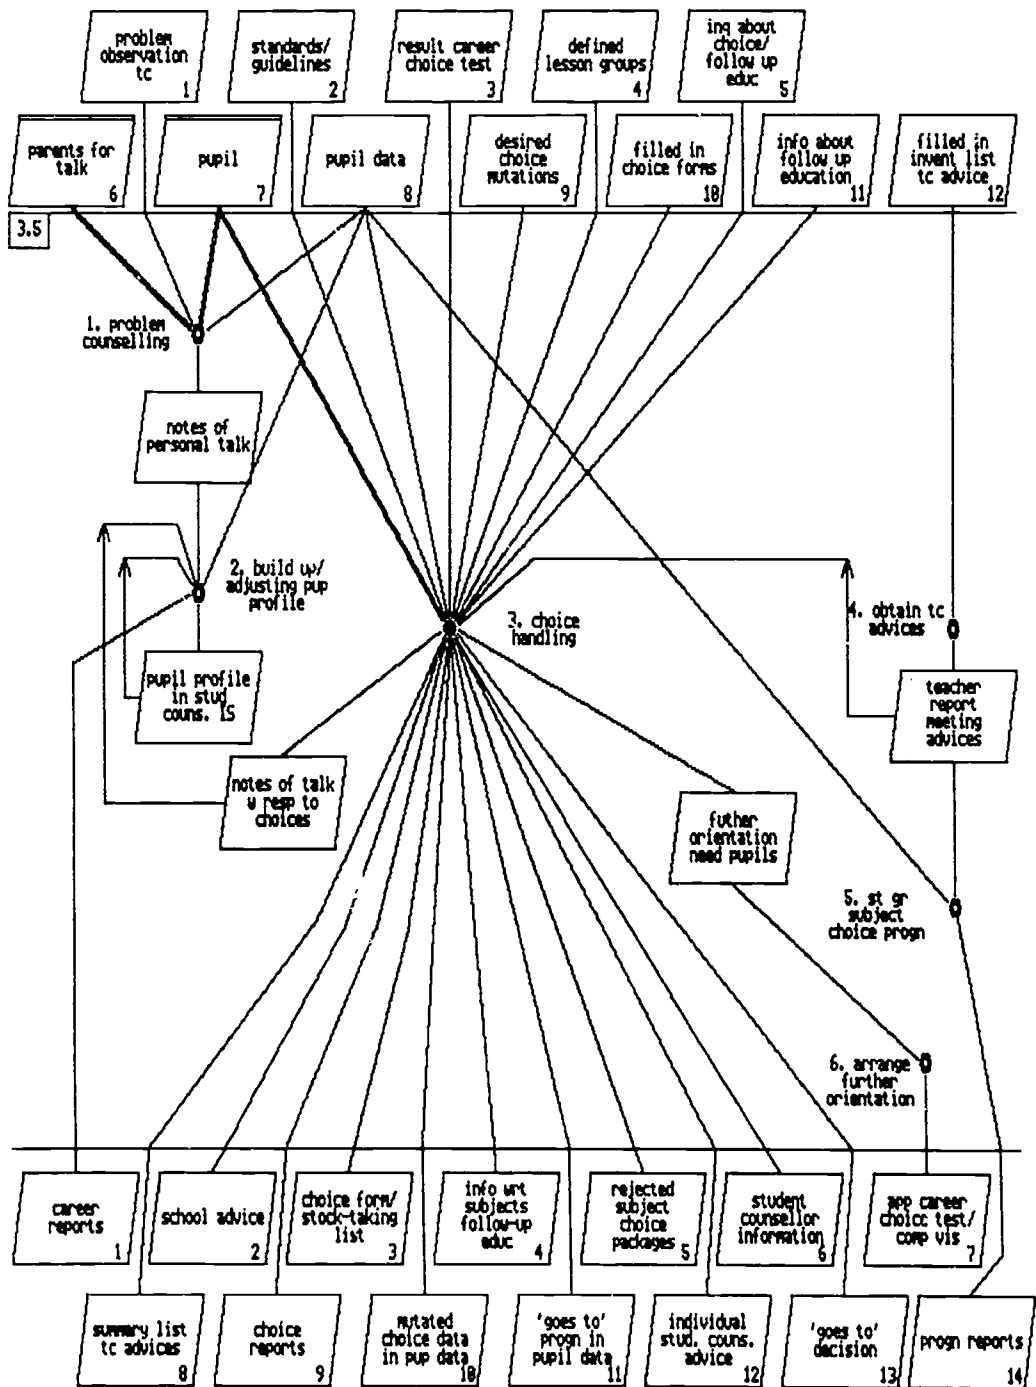 problem
observation
tc
1
standards/
guidelines
2
result career
choice test
3
defined
lesson groups
4
inq about
choice/
follow up
educ
5
parents for
talk
6
pupil
7
pupil data
8
desired
choice
mutations
9
filled in
choice forms
10
info about
follow up
education
11
filled in
invent list
tc advice
12
3.5
1. problem
counselling
notes of
personal talk
2. build up/
adjusting pup
profile
3. choice
handling
4. obtain tc
advices
pupil profile
in stud
couns. IS
teacher
report
meeting
advices
notes of talk
w resp to
choices
futher
orientation
need pupils
5. st gr
subject
choice progn
6. arrange
further
orientation
career
reports
1
school advice
2
choice form/
stock-taking
list
3
info wrt
subjects
follow-up
educ
4
rejected
subject
choice
packages
5
student
counsellor
information
6
app career
choice test/
comp vis
7
summary list
tc advices
8
choice
reports
9
mutated
choice data
in pup data
10
'goes to'
progn in
pupil data
11
individual
stud. couns.
advice
12
'goes to'
decision
13
progn reports
14